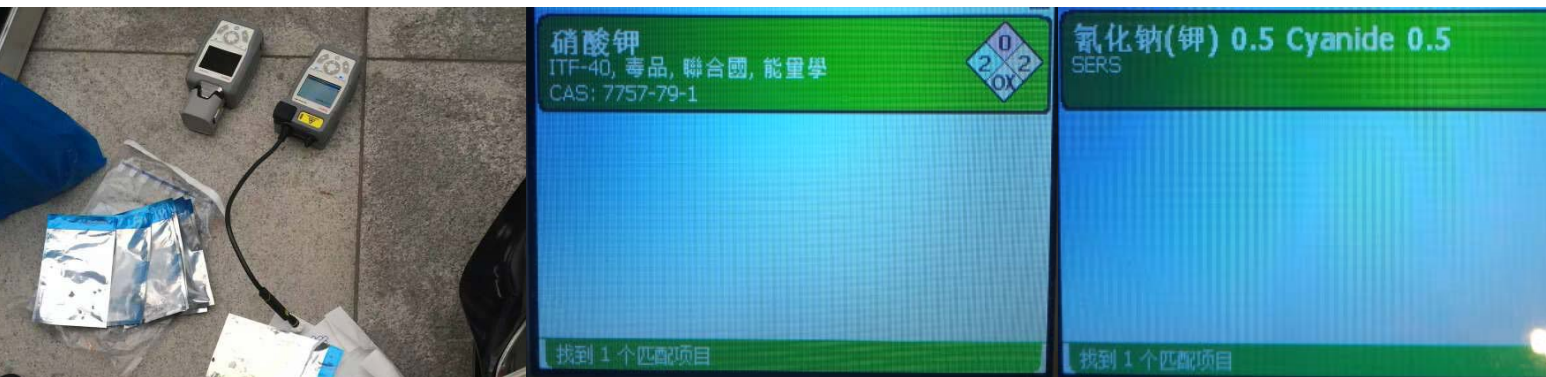 硝酸钾
ITF-40, 毒品, 聯合國, 能量學
CAS: 7757-79-1
0
2 2
OX
找到 1 个匹配项目
氰化钠(钾) 0.5 Cyanide 0.5
SERS
找到 1 个匹配项目